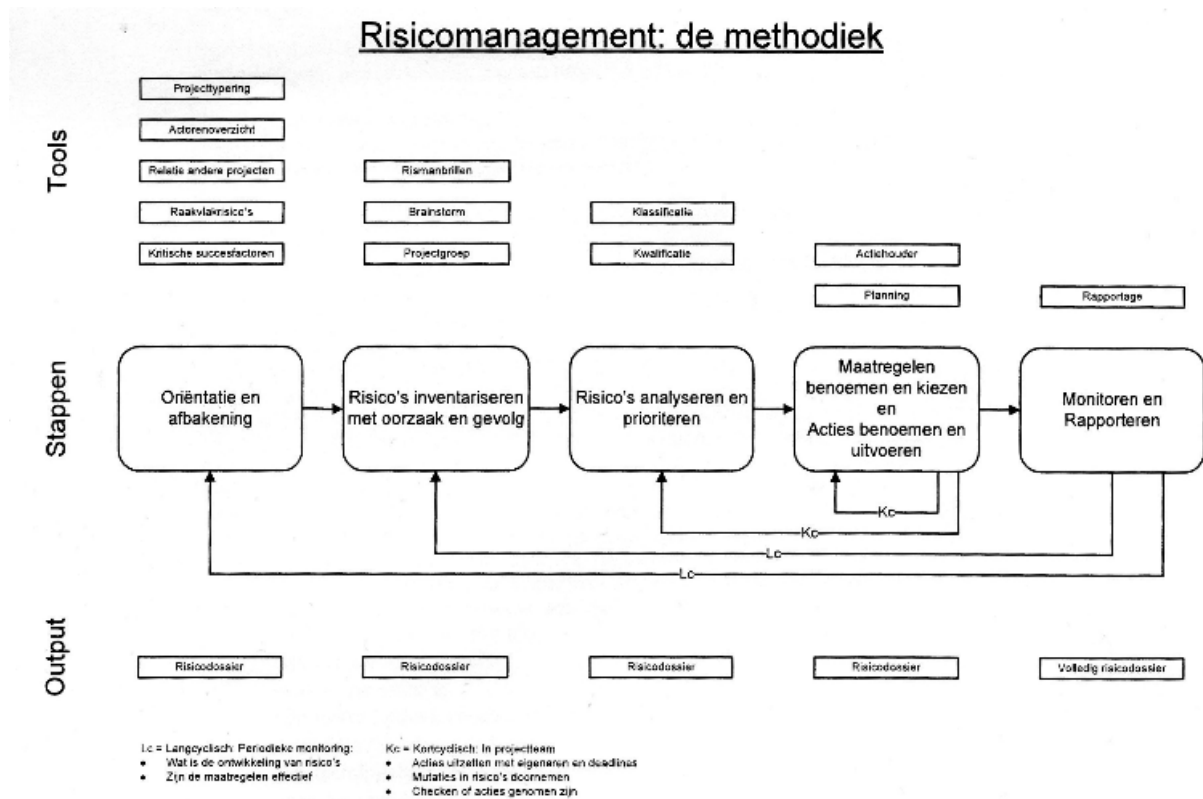 Risicomanagement: de methodiek
Tools
Projecttypering
Actorenoverzicht
Relatie andere projecten
Raakvlakrisico's
Kritische succesfactoren
Rismanbrillen
Brainstorm
Projectgroep
Klassificatie
Kwalificatie
Actiehouder
Planning
Rapportage
Stappen
Oriëntatie en
afbakening
Risico's inventariseren
met oorzaak en gevolg
Risico's analyseren en
prioriteren
Maatregelen
benoemen en kiezen
en
Acties benoemen en
uitvoeren
Monitoren en
Rapporteren
Kc
Kc
Lc
Lc
Output
Risicodossier
Risicodossier
Risicodossier
Risicodossier
Volledig risicodossier
Lc = Langcyclisch: Periodieke monitoring:
• Wat is de ontwikkeling van risico's
• Zijn de maatregelen effectief
Kc = Kortcyclisch: In projectteam
• Acties uitzetten met eigenaren en deadlines
• Mutaties in risico's doornemen
• Checken of acties genomen zijn